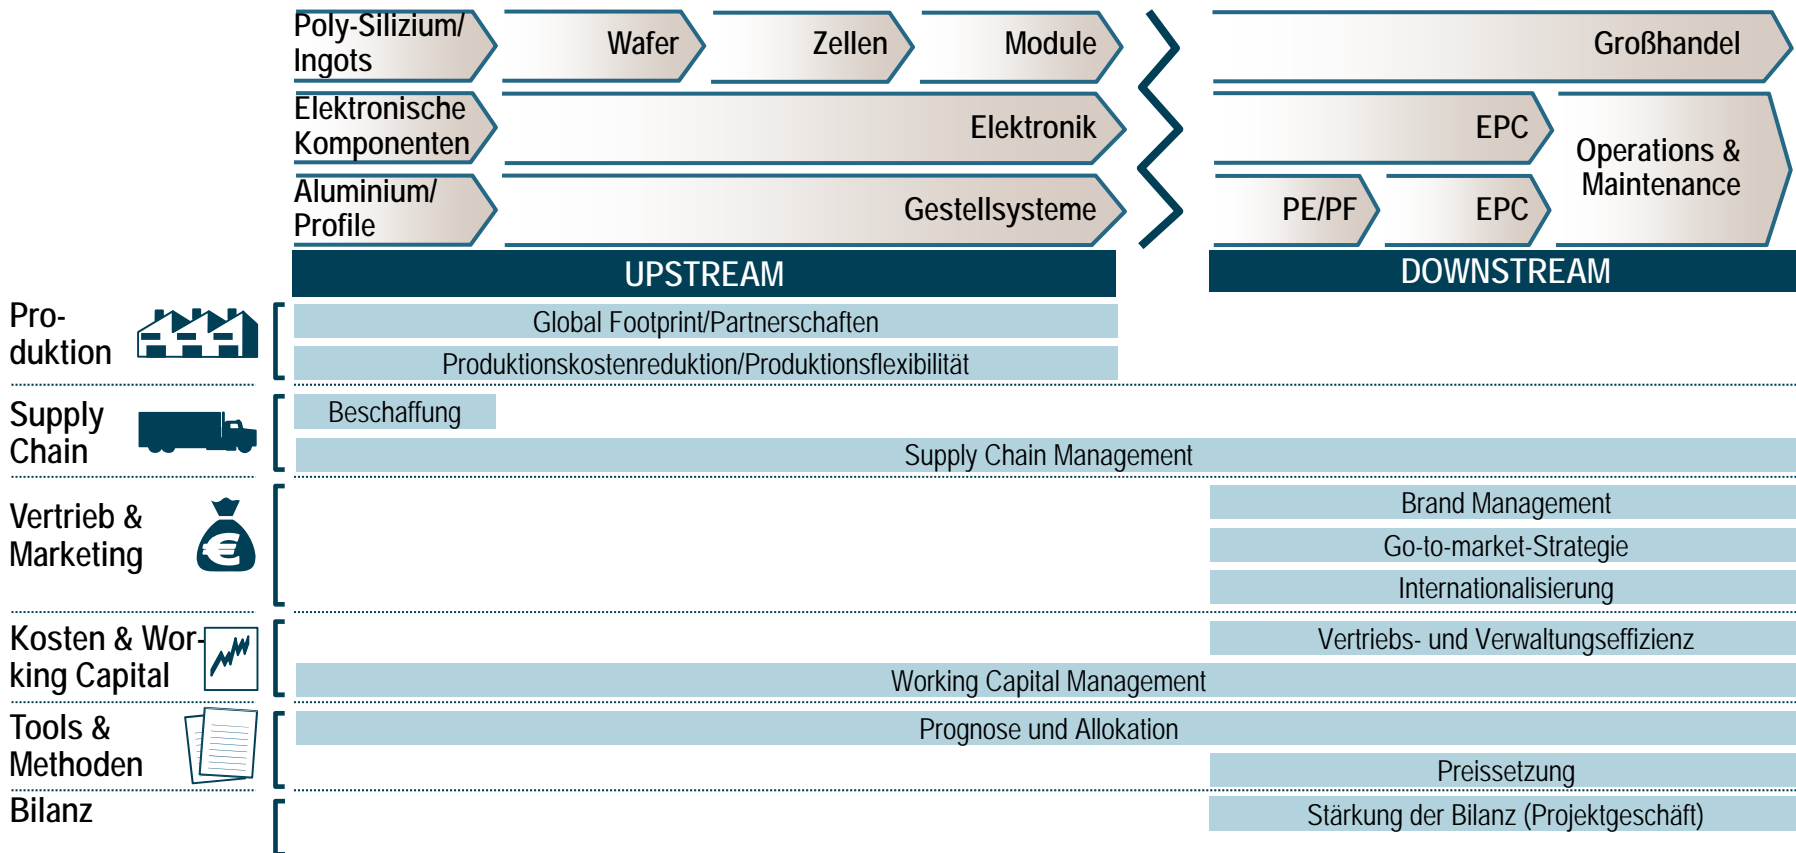 Poly-Silizium/
Ingots
Wafer
Zellen
Module
Großhandel
Elektronische
Komponenten
Elektronik
EPC
Operations &
Maintenance
Aluminium/
Profile
Gestellsysteme
PE/PF
EPC
UPSTREAM
DOWNSTREAM
Pro-
duktion
Global Footprint/Partnerschaften
Produktionskostenreduktion/Produktionsflexibilität
Supply
Chain
Beschaffung
Supply Chain Management
Vertrieb &
Marketing
€
Brand Management
Go-to-market-Strategie
Internationalisierung
Kosten & Wor-
king Capital
Vertriebs- und Verwaltungseffizienz
Working Capital Management
Tools &
Methoden
Prognose und Allokation
Preissetzung
Bilanz
Stärkung der Bilanz (Projektgeschäft)